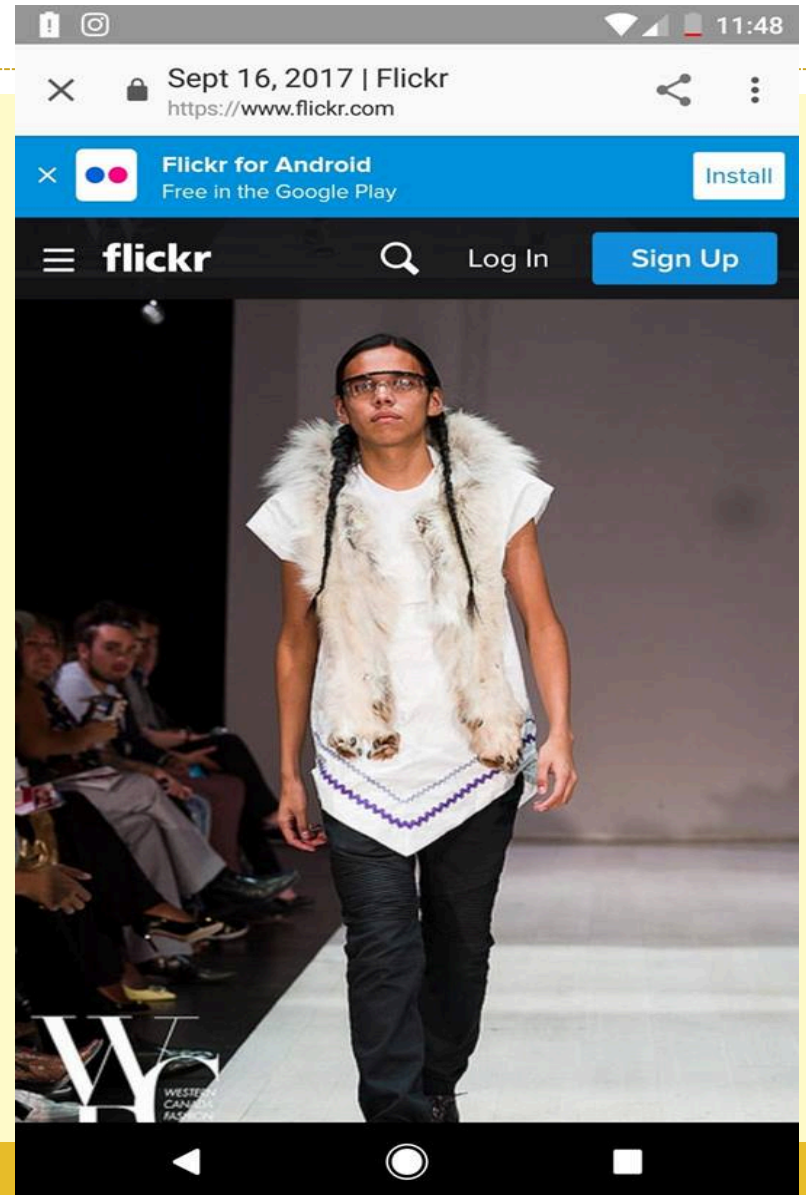 11:48
Sept 16, 2017 | Flickr
https://www.flickr.com
Flickr for Android
Free in the Google Play
Install
flickr
Log In
Sign Up
WESTERN
CANADA
FASHION